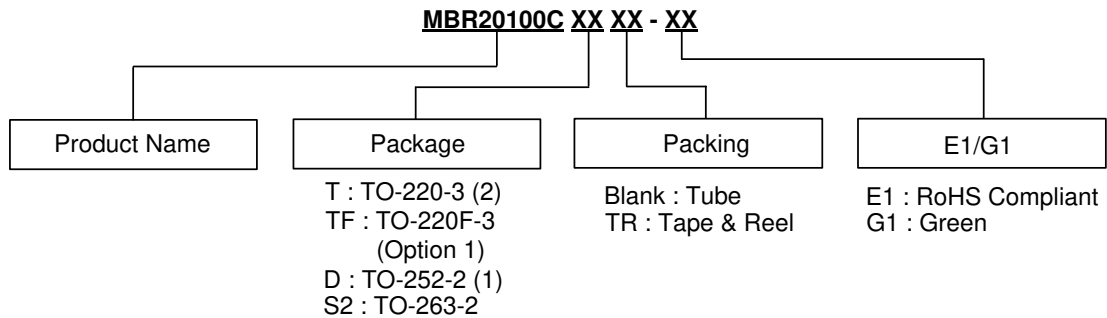 MBR20100C XX XX - XX
Product Name
Package
Packing
E1/G1
T : TO-220-3 (2)
TF : TO-220F-3
(Option 1)
D : TO-252-2 (1)
S2 : TO-263-2
Blank : Tube
TR : Tape & Reel
E1 : RoHS Compliant
G1 : Green